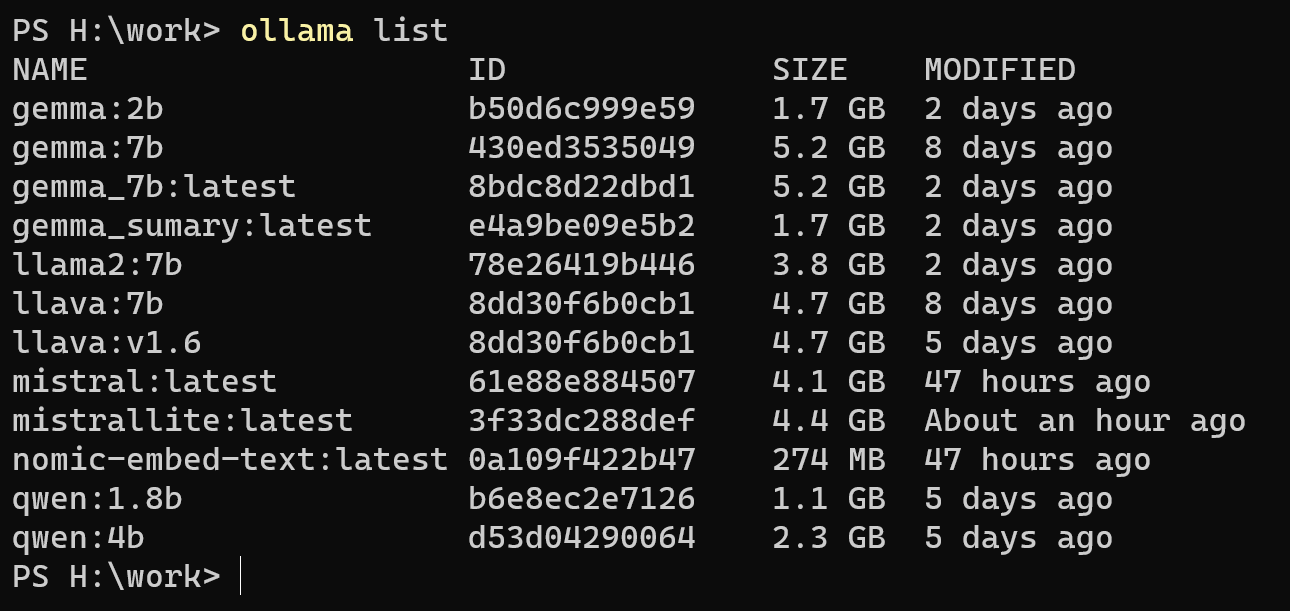 PS H:\work> ollama list
NAME ID SIZE MODIFIED
gemma:2b b50d6c999e59 1.7 GB 2 days ago
gemma:7b 430ed3535049 5.2 GB 8 days ago
gemma_7b:latest 8bdc8d22dbd1 5.2 GB 2 days ago
gemma_sumary:latest e4a9be09e5b2 1.7 GB 2 days ago
llama2:7b 78e26419b446 3.8 GB 2 days ago
llava:7b 8dd30f6b0cb1 4.7 GB 8 days ago
llava:v1.6 8dd30f6b0cb1 4.7 GB 5 days ago
mistral:latest 61e88e884507 4.1 GB 47 hours ago
mistrallite:latest 3f33dc288def 4.4 GB About an hour ago
nomic-embed-text:latest 0a109f422b47 274 MB 47 hours ago
qwen:1.8b b6e8ec2e7126 1.1 GB 5 days ago
qwen:4b d53d04290064 2.3 GB 5 days ago
PS H:\work>